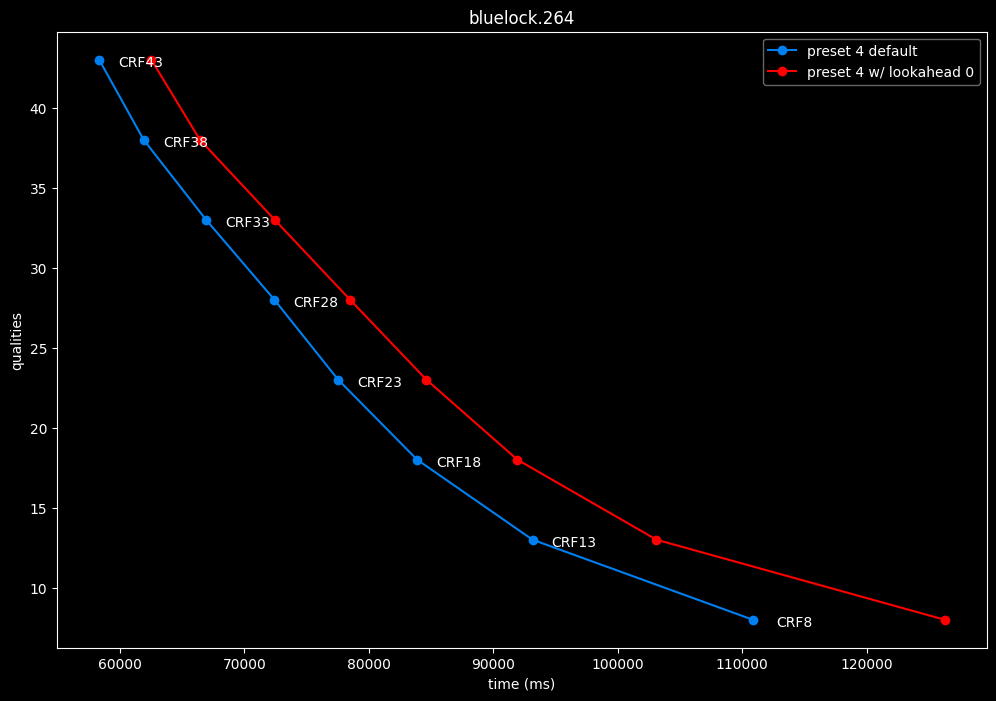 bluelock.264
preset 4 default
preset 4 w/ lookahead 0
CRF43
CRF38
CRF33
CRF28
CRF23
CRF18
CRF13
CRF8
40
35
30
25
20
15
10
qualities
60000 70000 80000 90000 100000 110000 120000
time (ms)